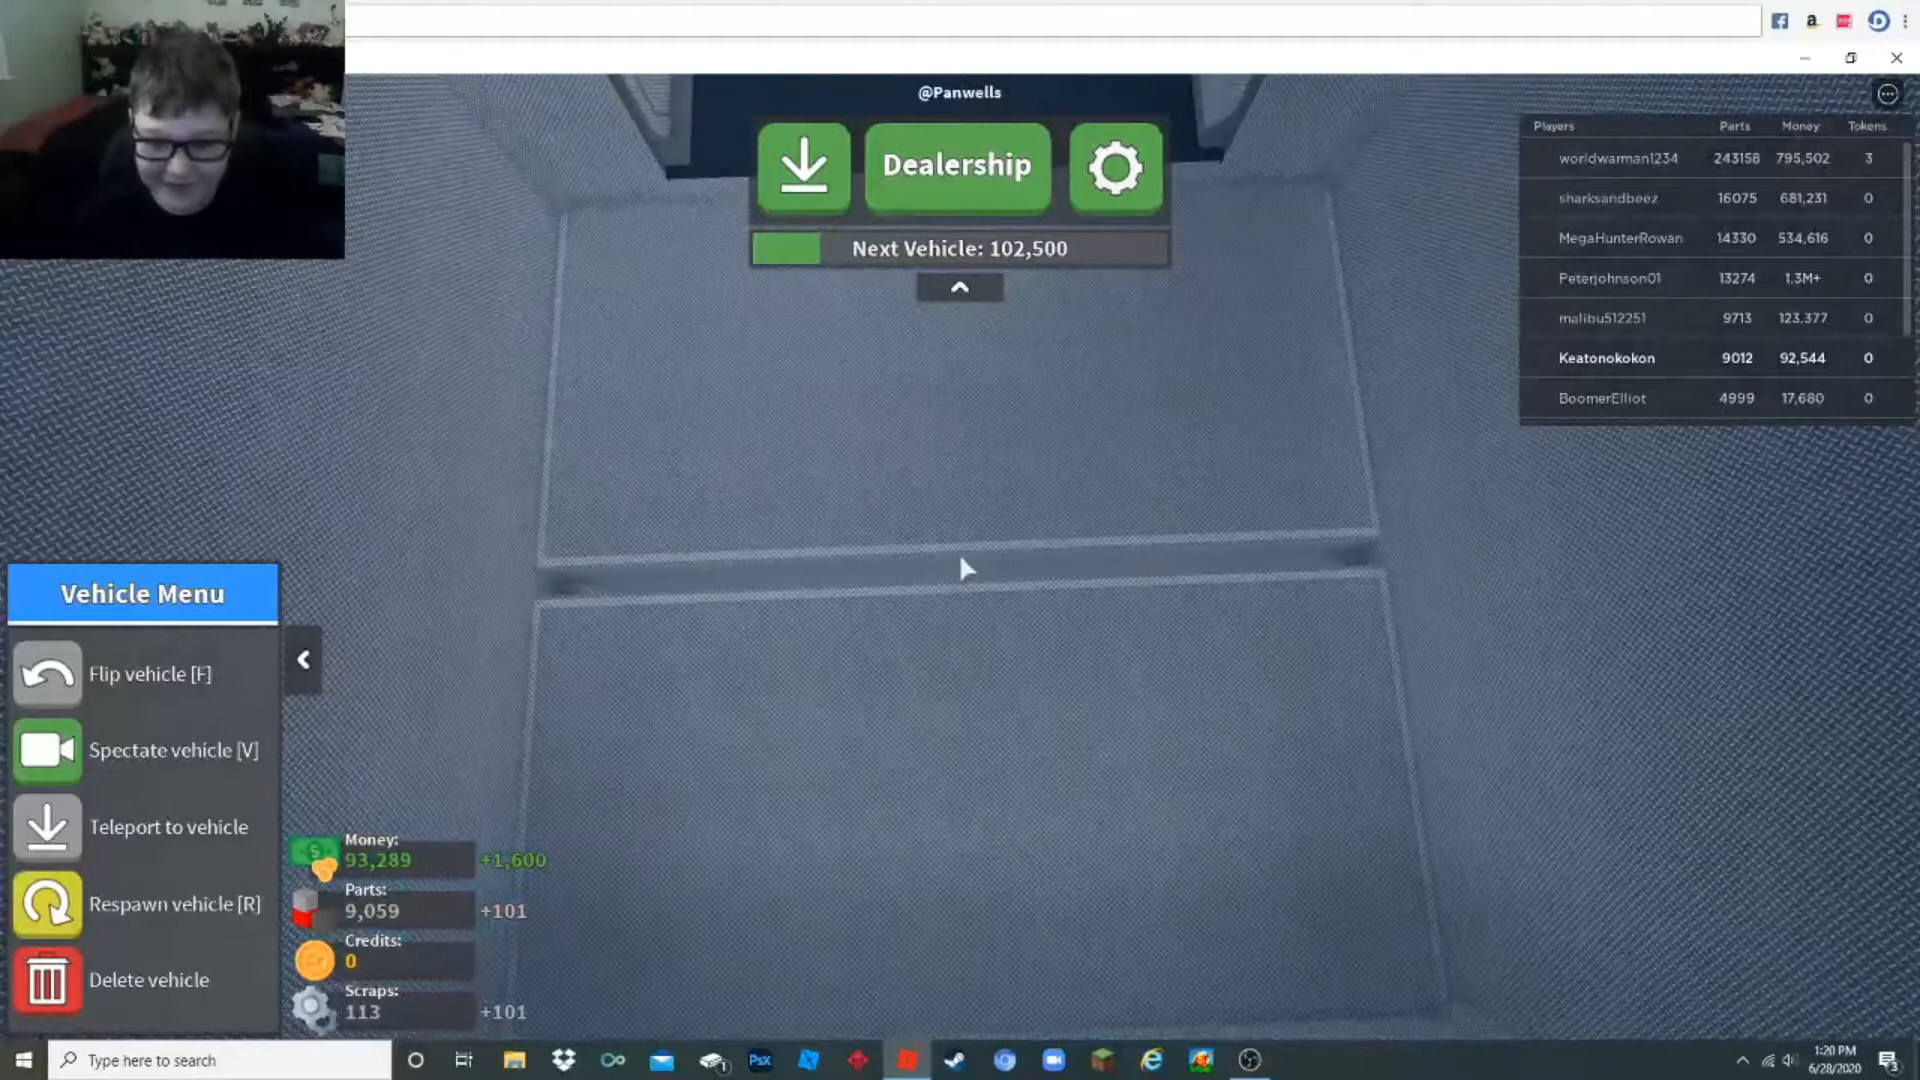 @Panwells
Dealership
Next Vehicle: 102,500
Players Parts Money Tokens
worldwarman1234 243158 795,502 3
sharksandbeez 16075 681,231 0
MegaHunterRowan 14330 534,616 0
Peterjohnson01 13274 1.3M+ 0
malibu512251 9713 123,377 0
Keatonokokon 9012 92,544 0
BoomerElliot 4999 17,680 0
Vehicle Menu
Flip vehicle [F]
Spectate vehicle [V]
Teleport to vehicle
Respawn vehicle [R]
Delete vehicle
Money:
93,289 +1,600
Parts:
9,059 +101
Credits:
0
Scraps:
113 +101
Type here to search
PSX
1:20 PM
6/28/2020